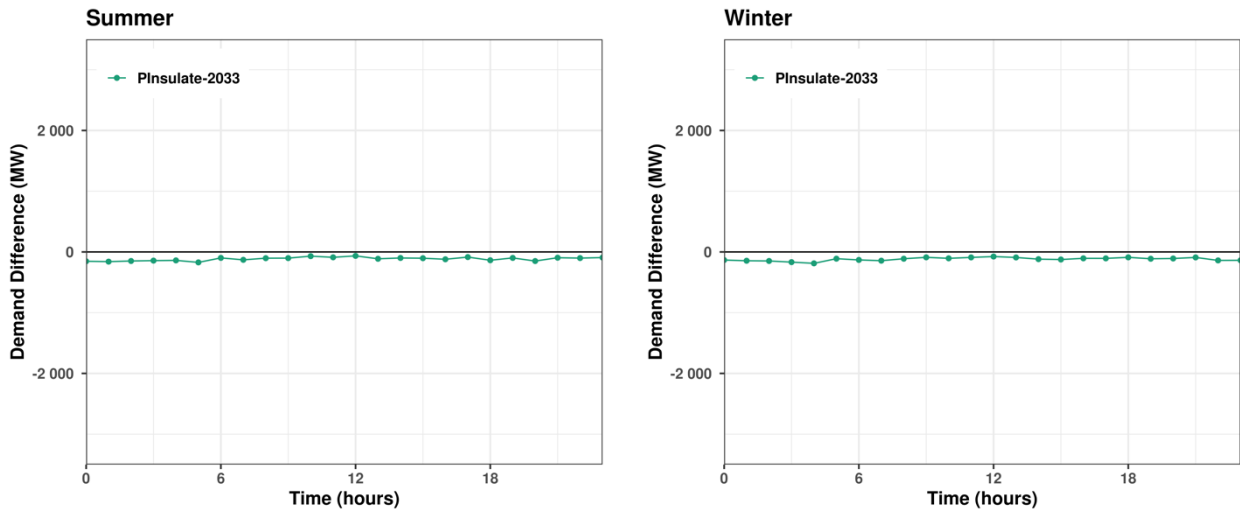 Summer
PInsulate-2033
2 000
0
-2 000
Demand Difference (MW)
0 6 12 18
Time (hours)
Winter
PInsulate-2033
2 000
0
-2 000
Demand Difference (MW)
0 6 12 18
Time (hours)